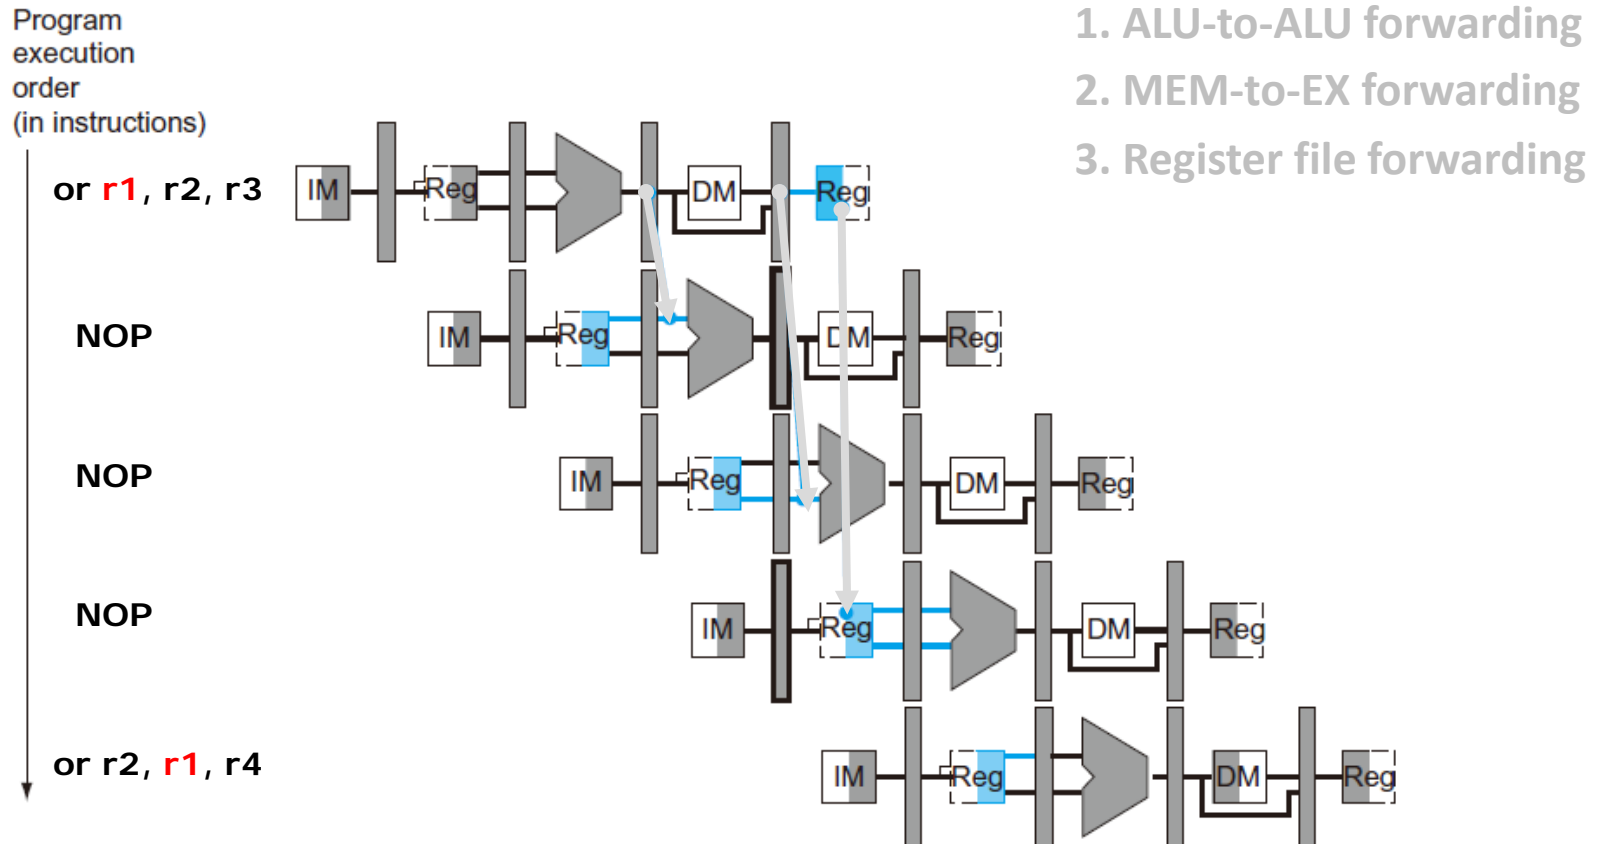 Program
execution
order
(in instructions)
1. ALU-to-ALU forwarding
2. MEM-to-EX forwarding
3. Register file forwarding
or r1, r2, r3
IM
Reg
DM
Reg
NOP
IM
Reg
DM
Reg
NOP
IM
Reg
DM
Reg
NOP
IM
Reg
DM
Reg
or r2, r1, r4
IM
Reg
DM
Reg